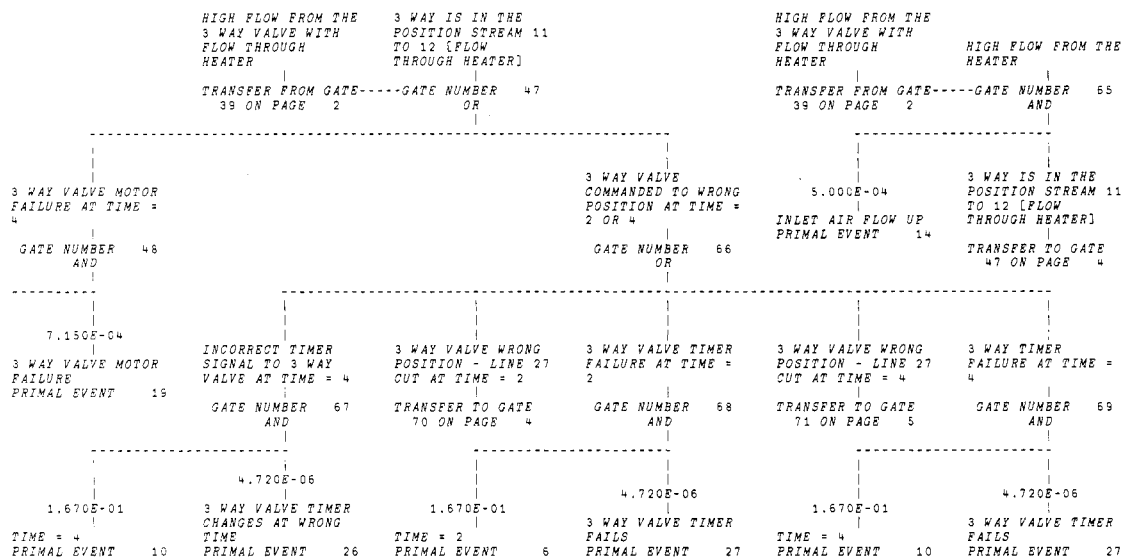 HIGH FLOW FROM THE
3 WAY VALVE WITH
FLOW THROUGH
HEATER
3 WAY IS IN THE
POSITION STREAM 11
TO 12 [FLOW
THROUGH HEATER]
HIGH FLOW FROM THE
3 WAY VALVE WITH
FLOW THROUGH
HEATER
HIGH FLOW FROM THE
HEATER
TRANSFER FROM GATE-----GATE NUMBER 47
39 ON PAGE 2 OR
TRANSFER FROM GATE-----GATE NUMBER 65
39 ON PAGE 2 AND
3 WAY VALVE MOTOR
FAILURE AT TIME =
4
GATE NUMBER 48
AND
3 WAY VALVE
COMMANDED TO WRONG
POSITION AT TIME =
2 OR 4
GATE NUMBER 66
OR
5.000E-04
INLET AIR FLOW UP
PRIMAL EVENT 14
3 WAY IS IN THE
POSITION STREAM 11
TO 12 [FLOW
THROUGH HEATER]
TRANSFER TO GATE
47 ON PAGE 4
7.150E-04
3 WAY VALVE MOTOR
FAILURE
PRIMAL EVENT 19
INCORRECT TIMER
SIGNAL TO 3 WAY
VALVE AT TIME = 4
GATE NUMBER 67
AND
3 WAY VALVE WRONG
POSITION - LINE 27
CUT AT TIME = 2
TRANSFER TO GATE
70 ON PAGE 4
3 WAY VALVE TIMER
FAILURE AT TIME =
2
GATE NUMBER 68
AND
3 WAY VALVE WRONG
POSITION - LINE 27
CUT AT TIME = 4
TRANSFER TO GATE
71 ON PAGE 5
3 WAY TIMER
FAILURE AT TIME =
4
GATE NUMBER 69
AND
1.670E-01
TIME = 4
PRIMAL EVENT 10
4.720E-06
3 WAY VALVE TIMER
CHANGES AT WRONG
TIME
PRIMAL EVENT 26
1.670E-01
TIME = 2
PRIMAL EVENT 6
4.720E-06
3 WAY VALVE TIMER
FAILS
PRIMAL EVENT 27
1.670E-01
TIME = 4
PRIMAL EVENT 10
4.720E-06
3 WAY VALVE TIMER
FAILS
PRIMAL EVENT 27